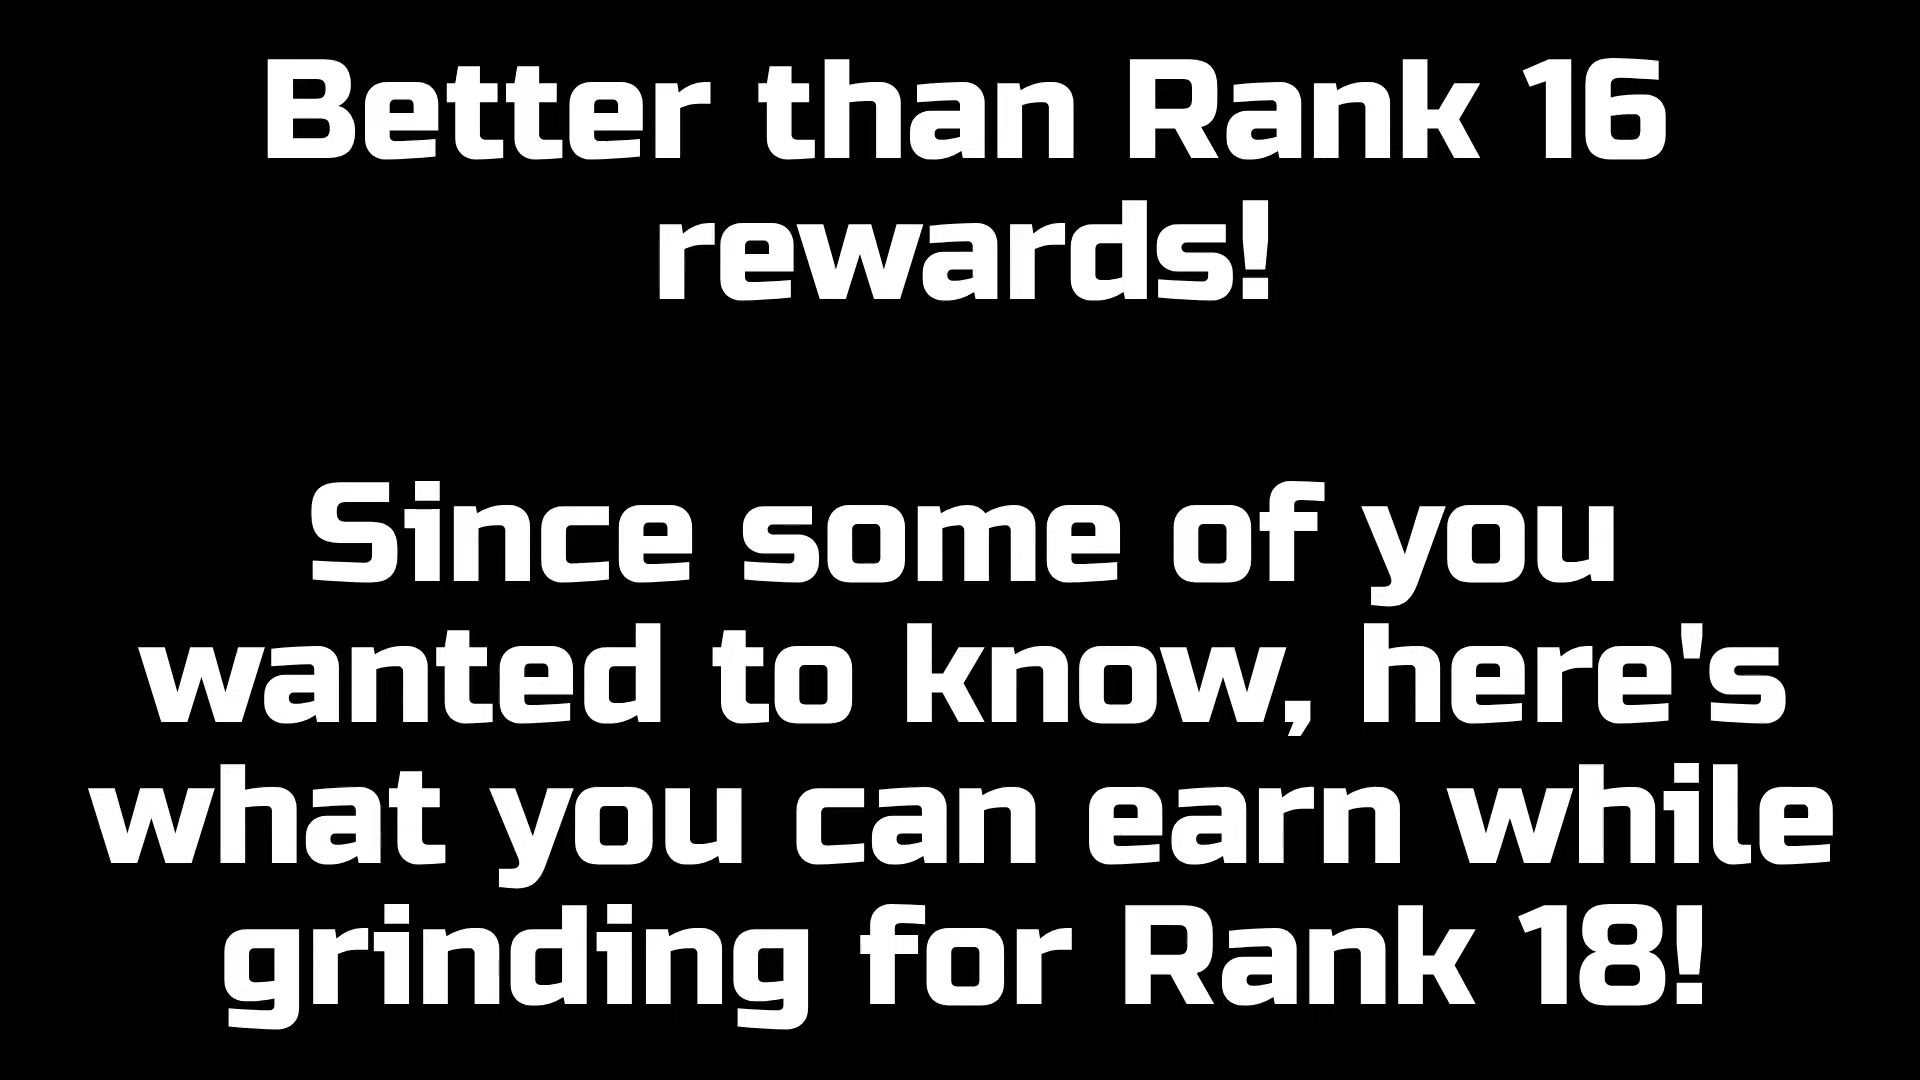 Better than Rank 16
rewards!
Since some of you
wanted to know, here's
what you can earn while
grinding for Rank 18!